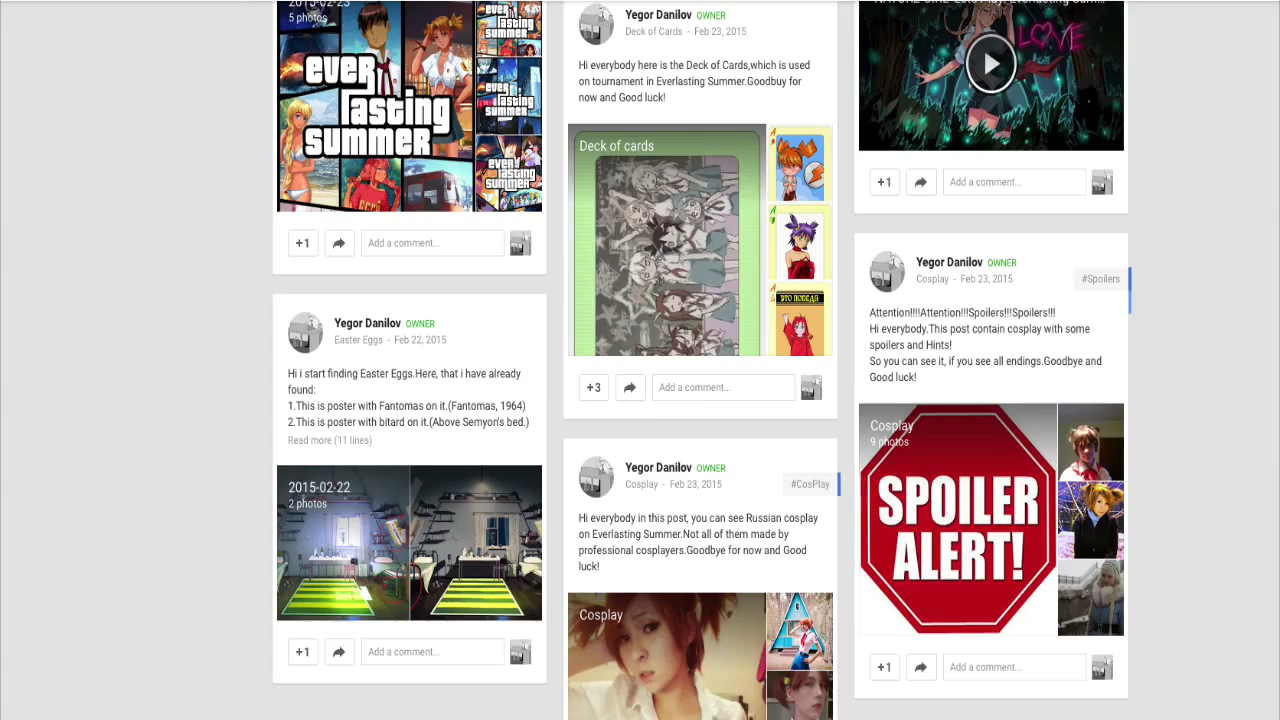 2015-02-23
5 photos
EVER
LASTING
SUMMER
EVER
LASTING
SUMMER
EVER
LASTING
SUMMER
EVER
LASTING
SUMMER
+1
Add a comment...
Yegor Danilov OWNER
Easter Eggs - Feb 22, 2015
Hi i start finding Easter Eggs.Here, that i have already
found:
1.This is poster with Fantomas on it.(Fantomas, 1964)
2.This is poster with bitard on it.(Above Semyon's bed.)
Read more (11 lines)
2015-02-22
2 photos
+1
Add a comment...
Yegor Danilov OWNER
Deck of Cards - Feb 23, 2015
Hi everybody here is the Deck of Cards,which is used
on tournament in Everlasting Summer.Goodbuy for
now and Good luck!
Deck of cards
ЭТО ПОБЕДА
+3
Add a comment...
Yegor Danilov OWNER
Cosplay - Feb 23, 2015
#CosPlay
Hi everybody in this post, you can see Russian cosplay
on Everlasting Summer.Not all of them made by
professional cosplayers.Goodbye for now and Good
luck!
Cosplay
LOVE
+1
Add a comment...
Yegor Danilov OWNER
Cosplay - Feb 23, 2015
#Spoilers
Attention!!!!Attention!!!Spoilers!!!Spoilers!!!
Hi everybody.This post contain cosplay with some
spoilers and Hints!
So you can see it, if you see all endings.Goodbye and
Good luck!
Cosplay
9 photos
SPOILER
ALERT!
+1
Add a comment...